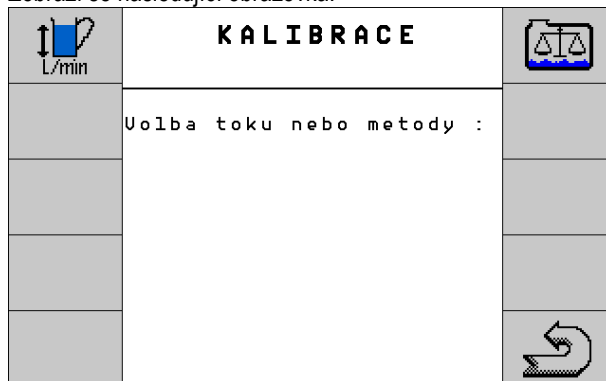 Zobrazí se následující obrazovka:
KALIBRACE
L/min
Volba toku nebo metody :